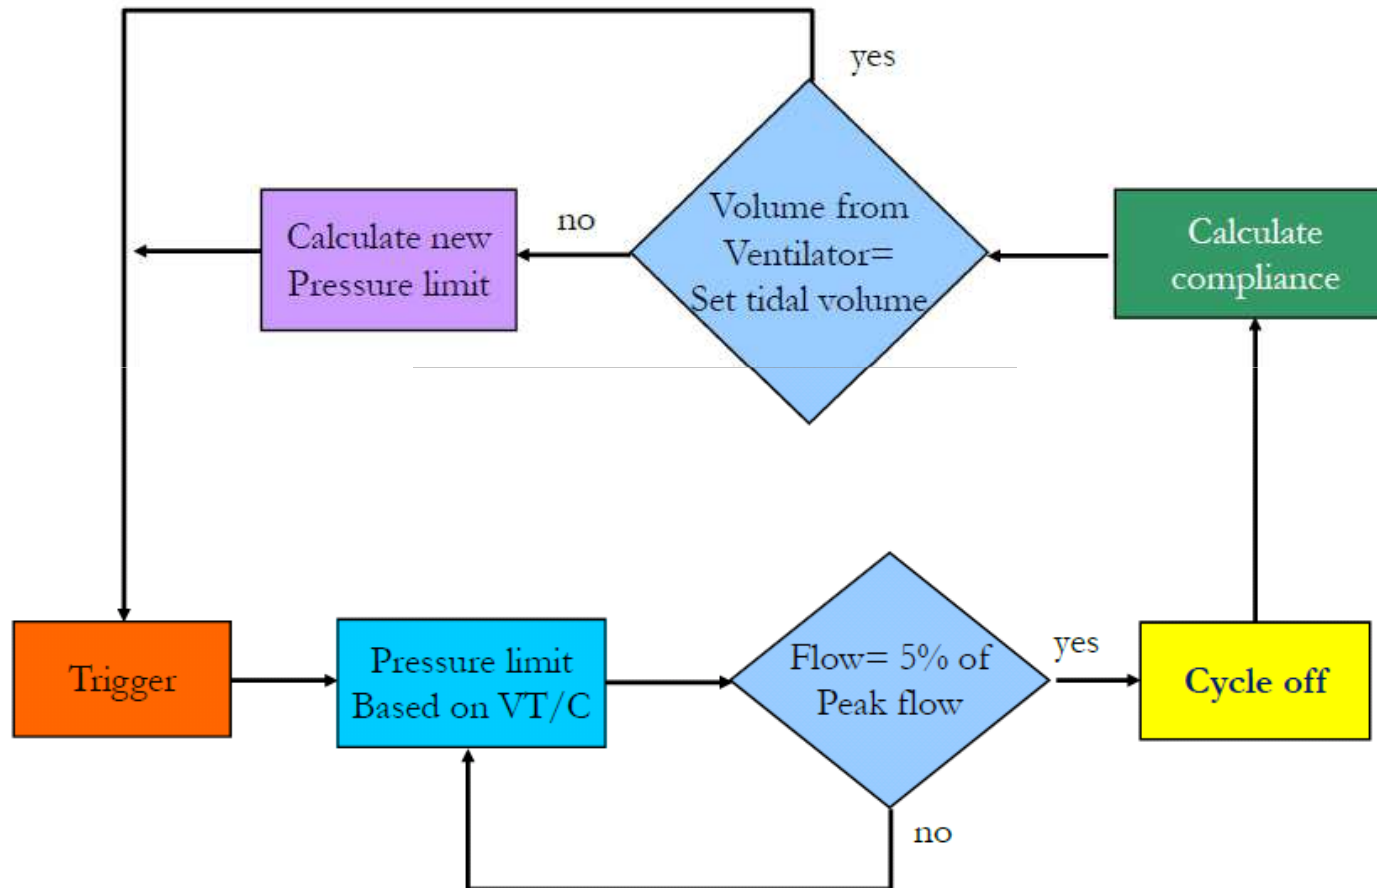 yes
Calculate new
Pressure limit
no
Volume from
Ventilator=
Set tidal volume
Calculate
compliance
Trigger
Pressure limit
Based on VT/C
Flow= 5% of
Peak flow
yes
Cycle off
no